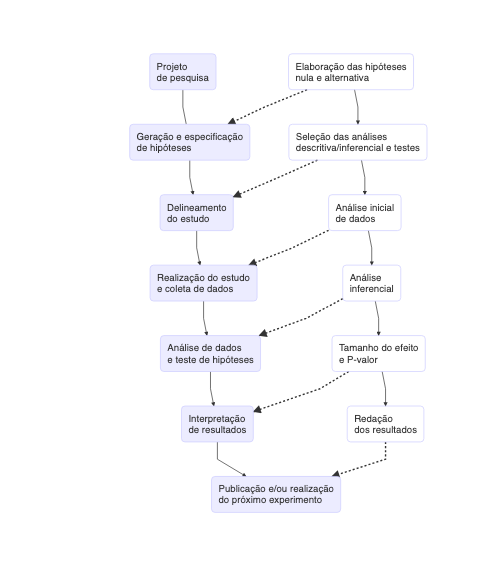 Projeto
de pesquisa
Elaboração das hipóteses
nula e alternativa
Geração e especificação
de hipóteses
Seleção das análises
descritiva/inferencial e testes
Delineamento
do estudo
Análise inicial
de dados
Realização do estudo
e coleta de dados
Análise
inferencial
Análise de dados
e teste de hipóteses
Tamanho do efeito
e P-valor
Interpretação
de resultados
Redação
dos resultados
Publicação e/ou realização
do próximo experimento